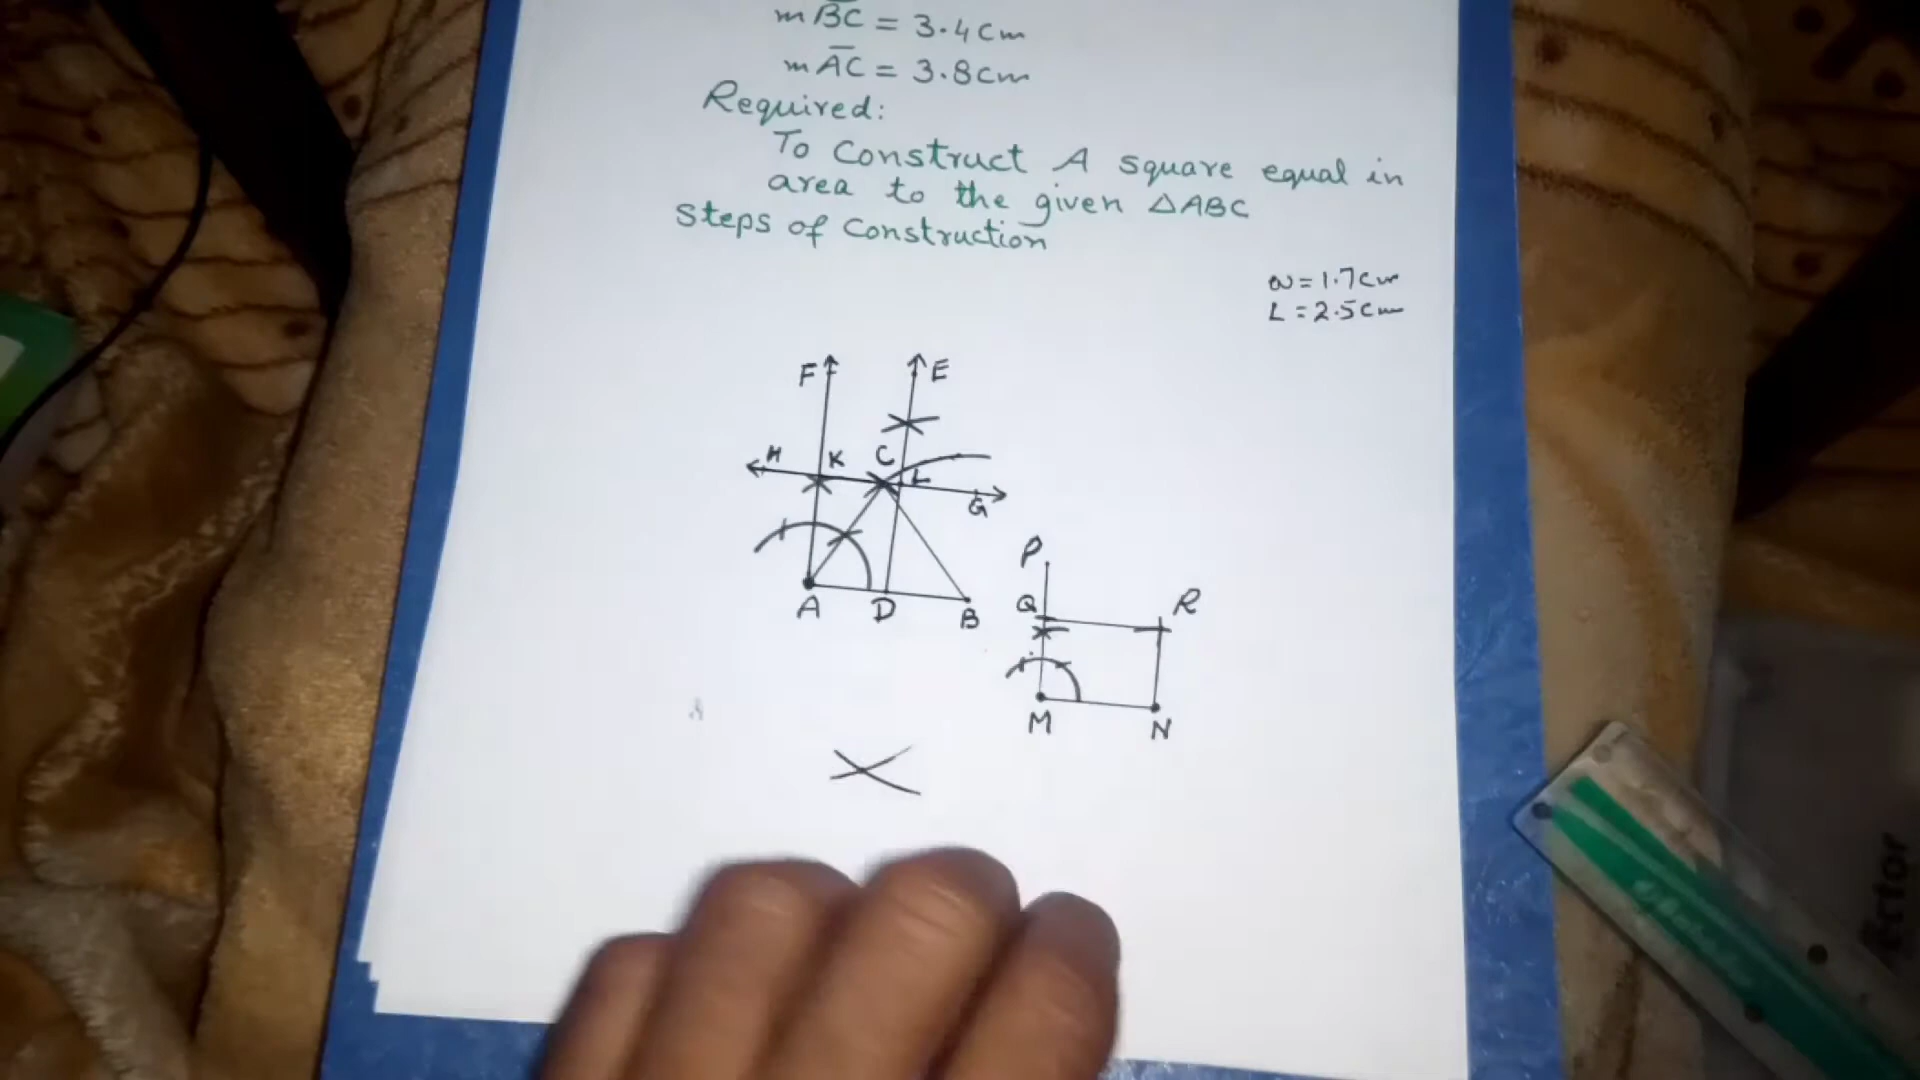 m BC = 3.4cm
m AC = 3.8cm
Required:
To Construct A square equal in
area to the given △ABC
Steps of Construction
ω = 1.7cm
L = 2.5cm
F E
H K C L
G
A D B
P
Q R
M N